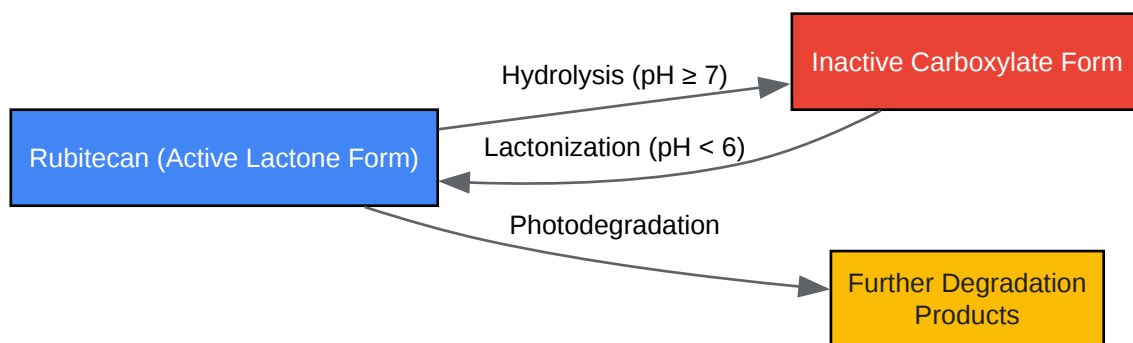 Inactive Carboxylate Form
Hydrolysis (pH ≥ 7)
Rubitecan (Active Lactone Form)
Lactonization (pH < 6)
Photodegradation
Further Degradation
Products